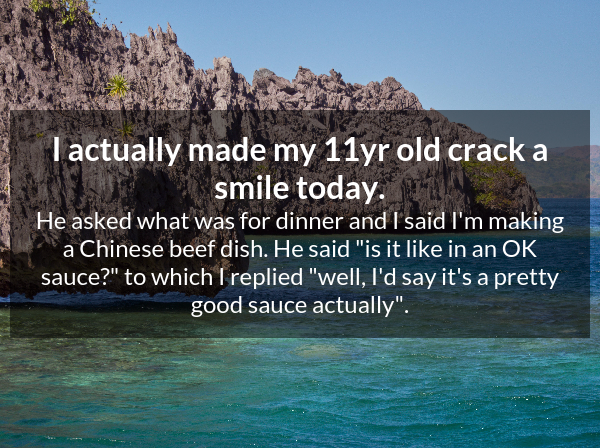 I actually made my 11yr old crack a
smile today.
He asked what was for dinner and I said I'm making
a Chinese beef dish. He said "is it like in an OK
sauce?" to which I replied "well, I'd say it's a pretty
good sauce actually".